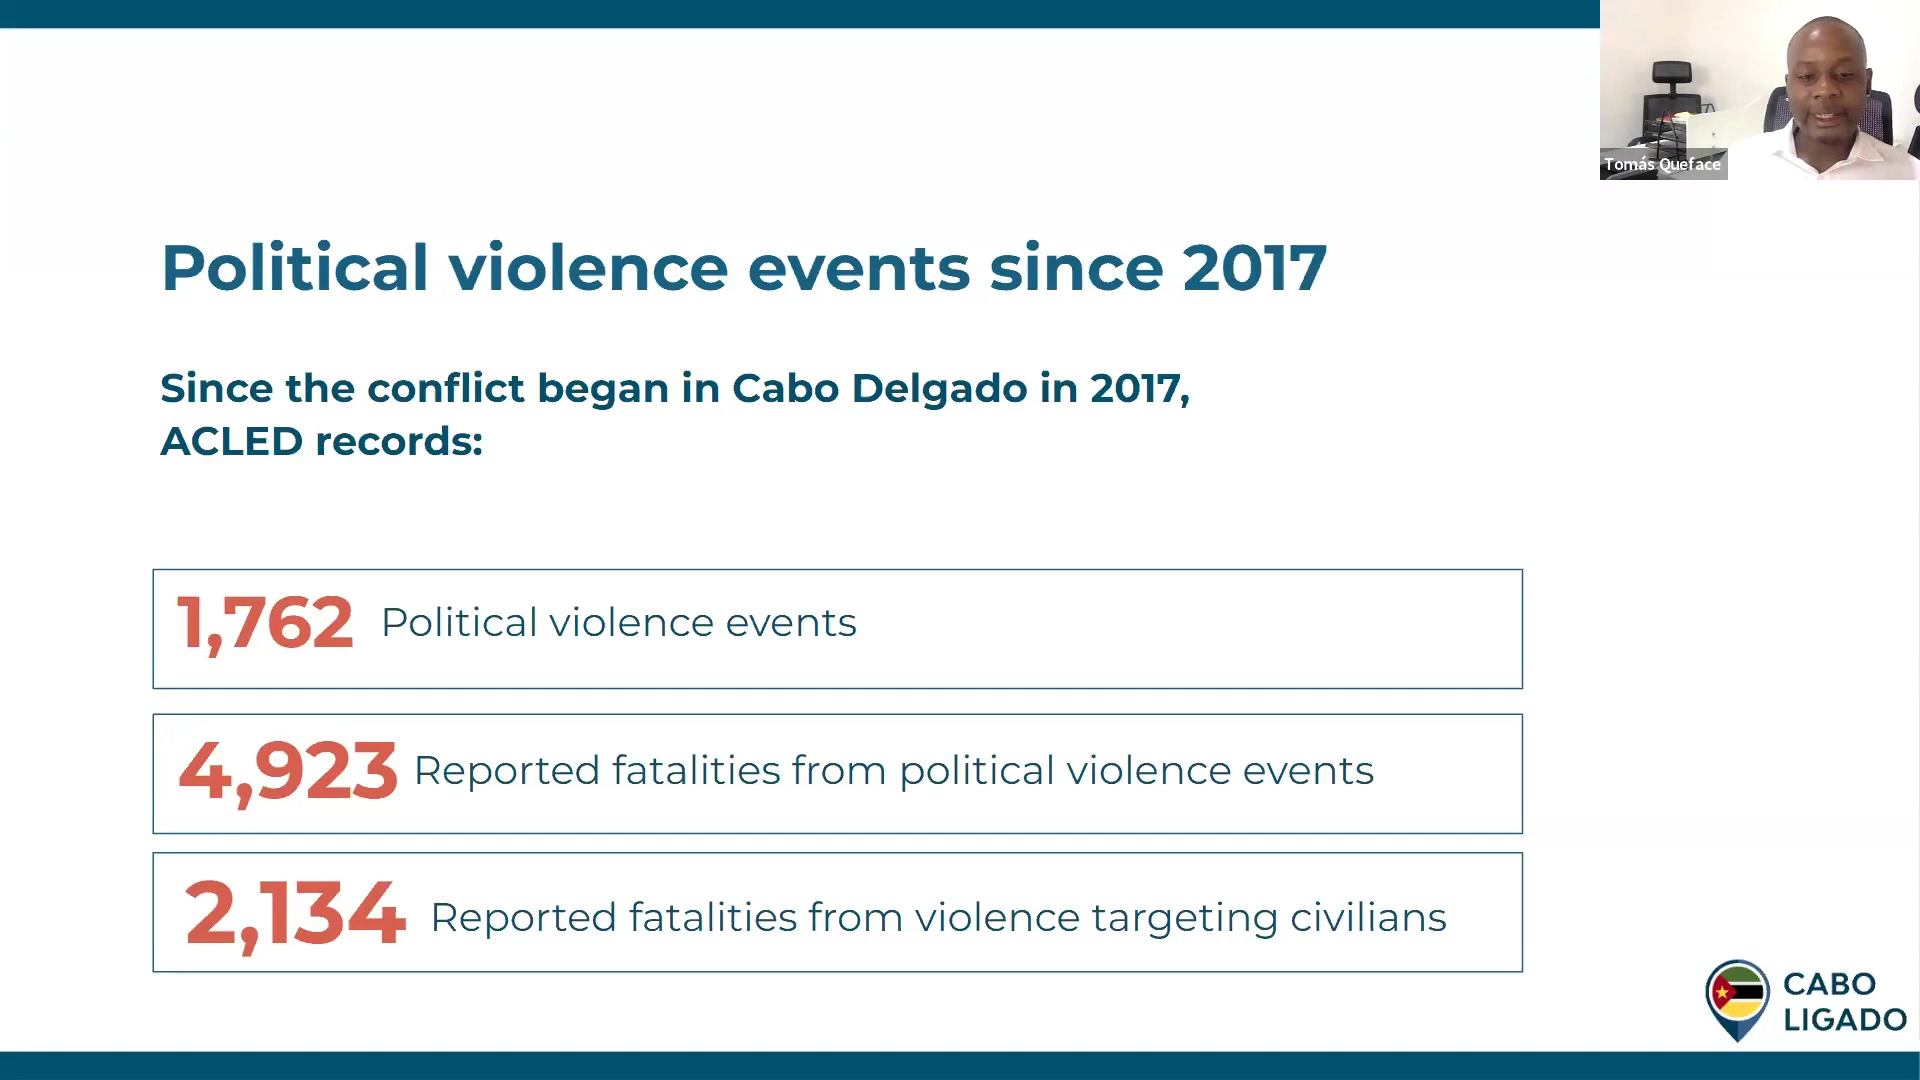 Tomás Queface
Political violence events since 2017
Since the conflict began in Cabo Delgado in 2017,
ACLED records:
1,762 Political violence events
4,923 Reported fatalities from political violence events
2,134 Reported fatalities from violence targeting civilians
CABO
LIGADO